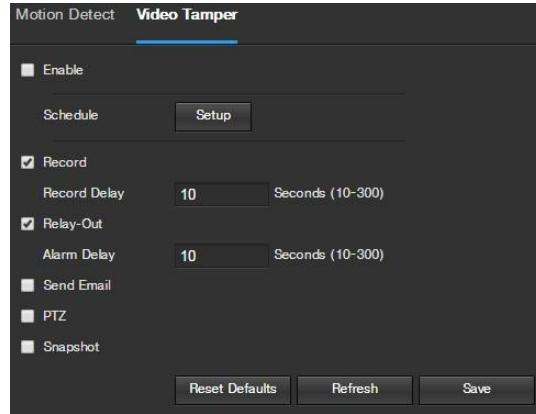 Motion Detect Video Tamper
Enable
Schedule Setup
Record
Record Delay 10 Seconds (10-300)
Relay-Out
Alarm Delay 10 Seconds (10-300)
Send Email
PTZ
Snapshot
Reset Defaults Refresh Save